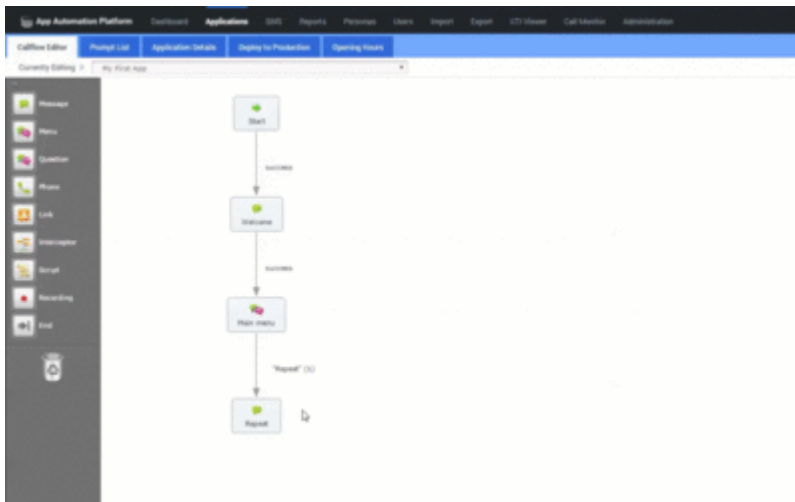 App Automation Platform Dashboard Applications SMS Reports Personas Users Import Export LTI Viewer Call Monitor Administration
Callflow Editor Prompt List Application Details Deploy to Production Opening Hours
Currently Editing My First App
Message
Menu
Question
Phone
Link
Interceptor
Script
Recording
End
Start
success
Welcome
success
Main menu
"Repeat" (1)
Repeat